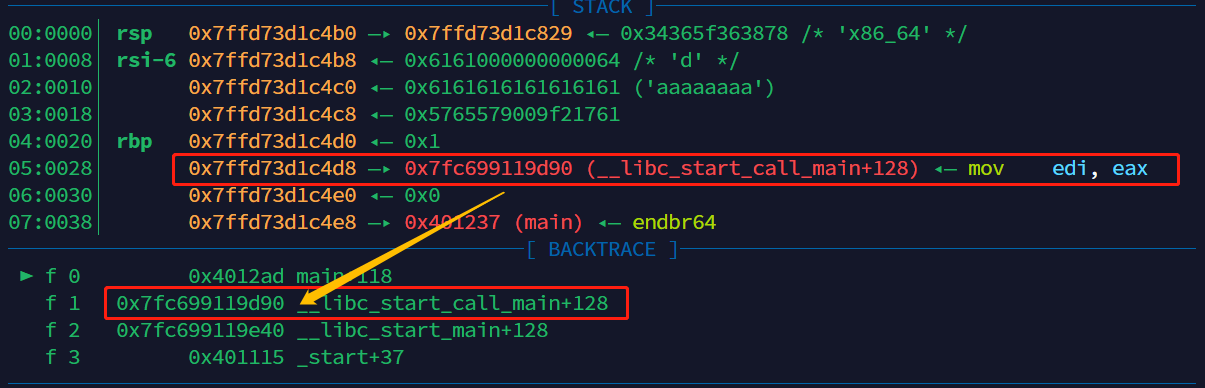 [ STACK ]
00:0000│ rsp 0x7ffd73d1c4b0 —▸ 0x7ffd73d1c829 ◂— 0x34365f363878 /* 'x86_64' */
01:0008│ rsi-6 0x7ffd73d1c4b8 ◂— 0x6161000000000064 /* 'd' */
02:0010│ 0x7ffd73d1c4c0 ◂— 0x6161616161616161 ('aaaaaaaa')
03:0018│ 0x7ffd73d1c4c8 ◂— 0x5765579009f21761
04:0020│ rbp 0x7ffd73d1c4d0 ◂— 0x1
05:0028│ 0x7ffd73d1c4d8 —▸ 0x7fc699119d90 (__libc_start_call_main+128) ◂— mov edi, eax
06:0030│ 0x7ffd73d1c4e0 ◂— 0x0
07:0038│ 0x7ffd73d1c4e8 —▸ 0x401237 (main) ◂— endbr64
[ BACKTRACE ]
► f 0 0x4012ad main+118
f 1 0x7fc699119d90 __libc_start_call_main+128
f 2 0x7fc699119e40 __libc_start_main+128
f 3 0x401115 _start+37